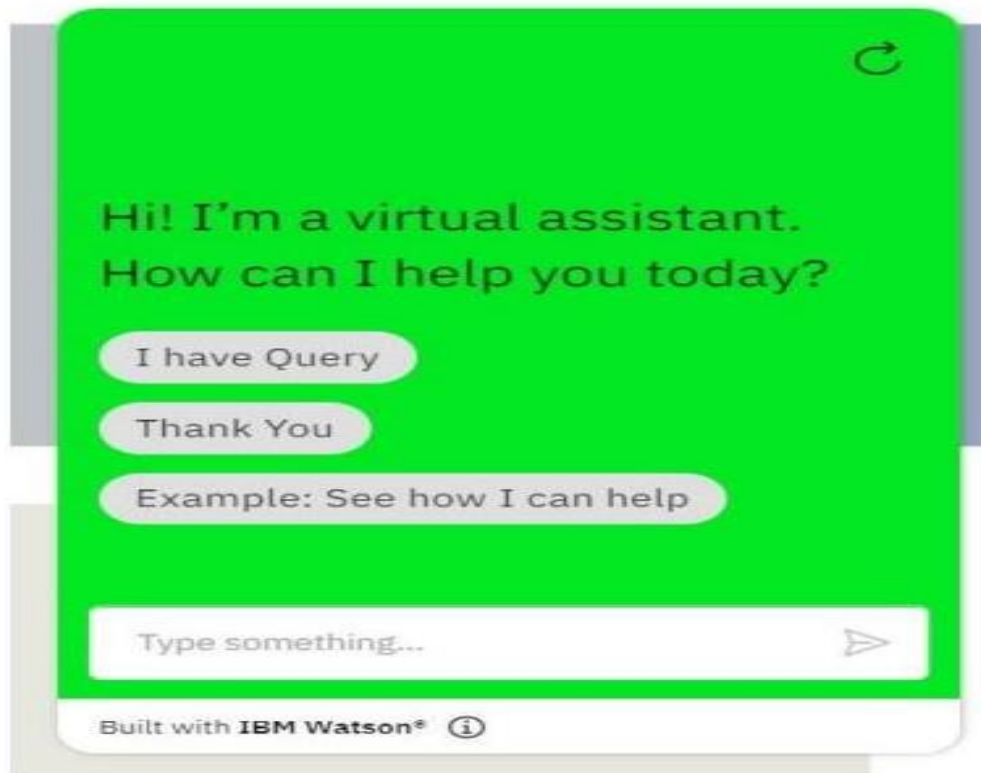 Hi! I'm a virtual assistant.
How can I help you today?
I have Query
Thank You
Example: See how I can help
Type something...
Built with IBM Watson®